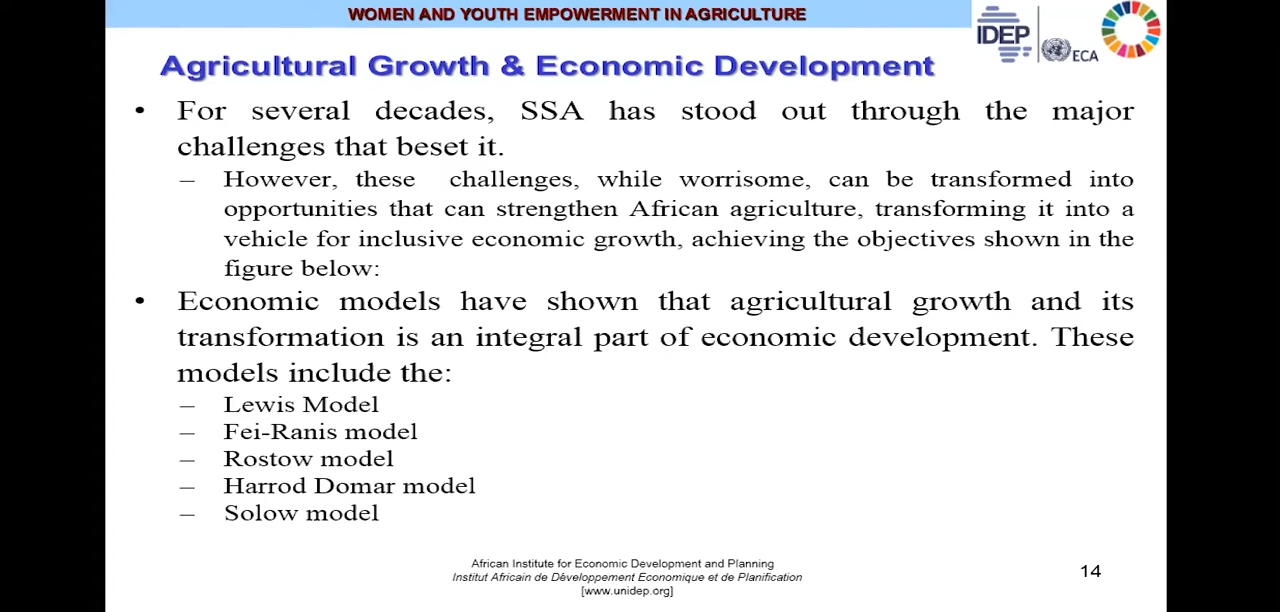 WOMEN AND YOUTH EMPOWERMENT IN AGRICULTURE
IDEP
ECA
Agricultural Growth & Economic Development
• For several decades, SSA has stood out through the major
challenges that beset it.
– However, these challenges, while worrisome, can be transformed into
opportunities that can strengthen African agriculture, transforming it into a
vehicle for inclusive economic growth, achieving the objectives shown in the
figure below:
• Economic models have shown that agricultural growth and its
transformation is an integral part of economic development. These
models include the:
– Lewis Model
– Fei-Ranis model
– Rostow model
– Harrod Domar model
– Solow model
African Institute for Economic Development and Planning
Institut Africain de Développement Economique et de Planification
[www.unidep.org]
14